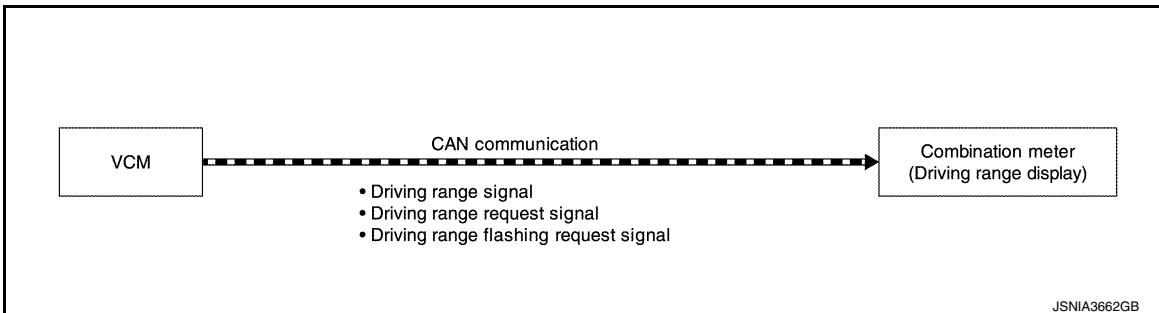 VCM
CAN communication
• Driving range signal
• Driving range request signal
• Driving range flashing request signal
Combination meter
(Driving range display)
JSNIA3662GB